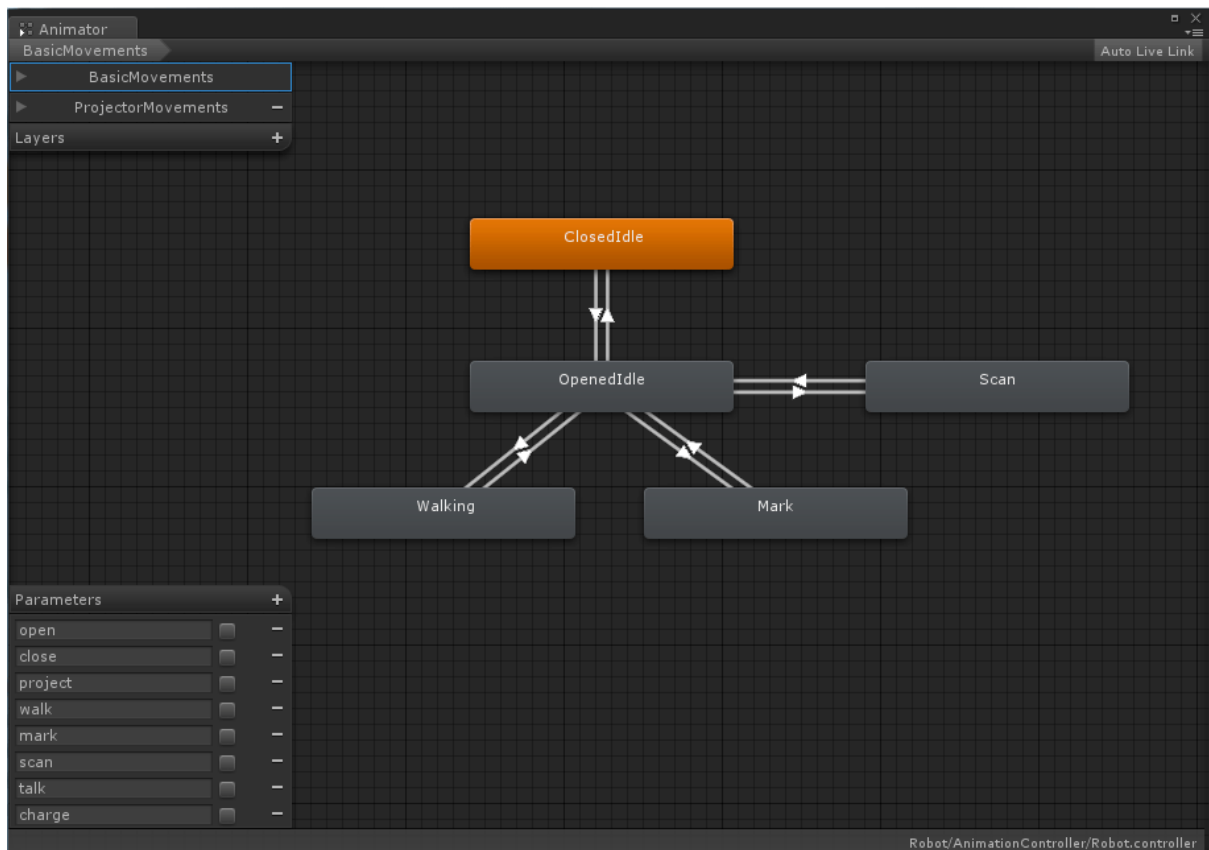 Animator
BasicMovements
Auto Live Link
BasicMovements
ProjectorMovements
Layers
ClosedIdle
OpenedIdle
Scan
Walking
Mark
Parameters
open
close
project
walk
mark
scan
talk
charge
Robot/AnimationController/Robot.controller